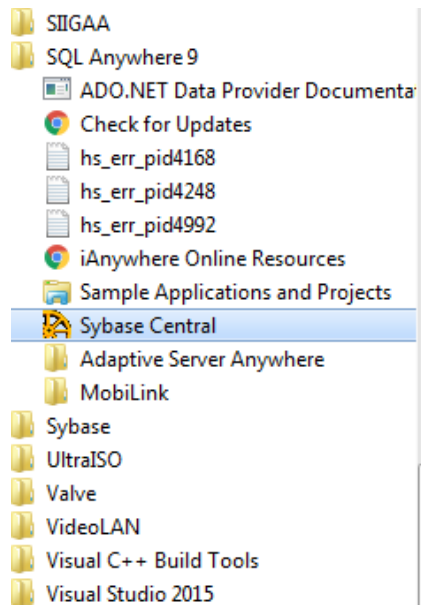 SIIGAA
SQL Anywhere 9
ADO.NET Data Provider Documenta
Check for Updates
hs_err_pid4168
hs_err_pid4248
hs_err_pid4992
iAnywhere Online Resources
Sample Applications and Projects
Sybase Central
Adaptive Server Anywhere
MobiLink
Sybase
UltraISO
Valve
VideoLAN
Visual C++ Build Tools
Visual Studio 2015